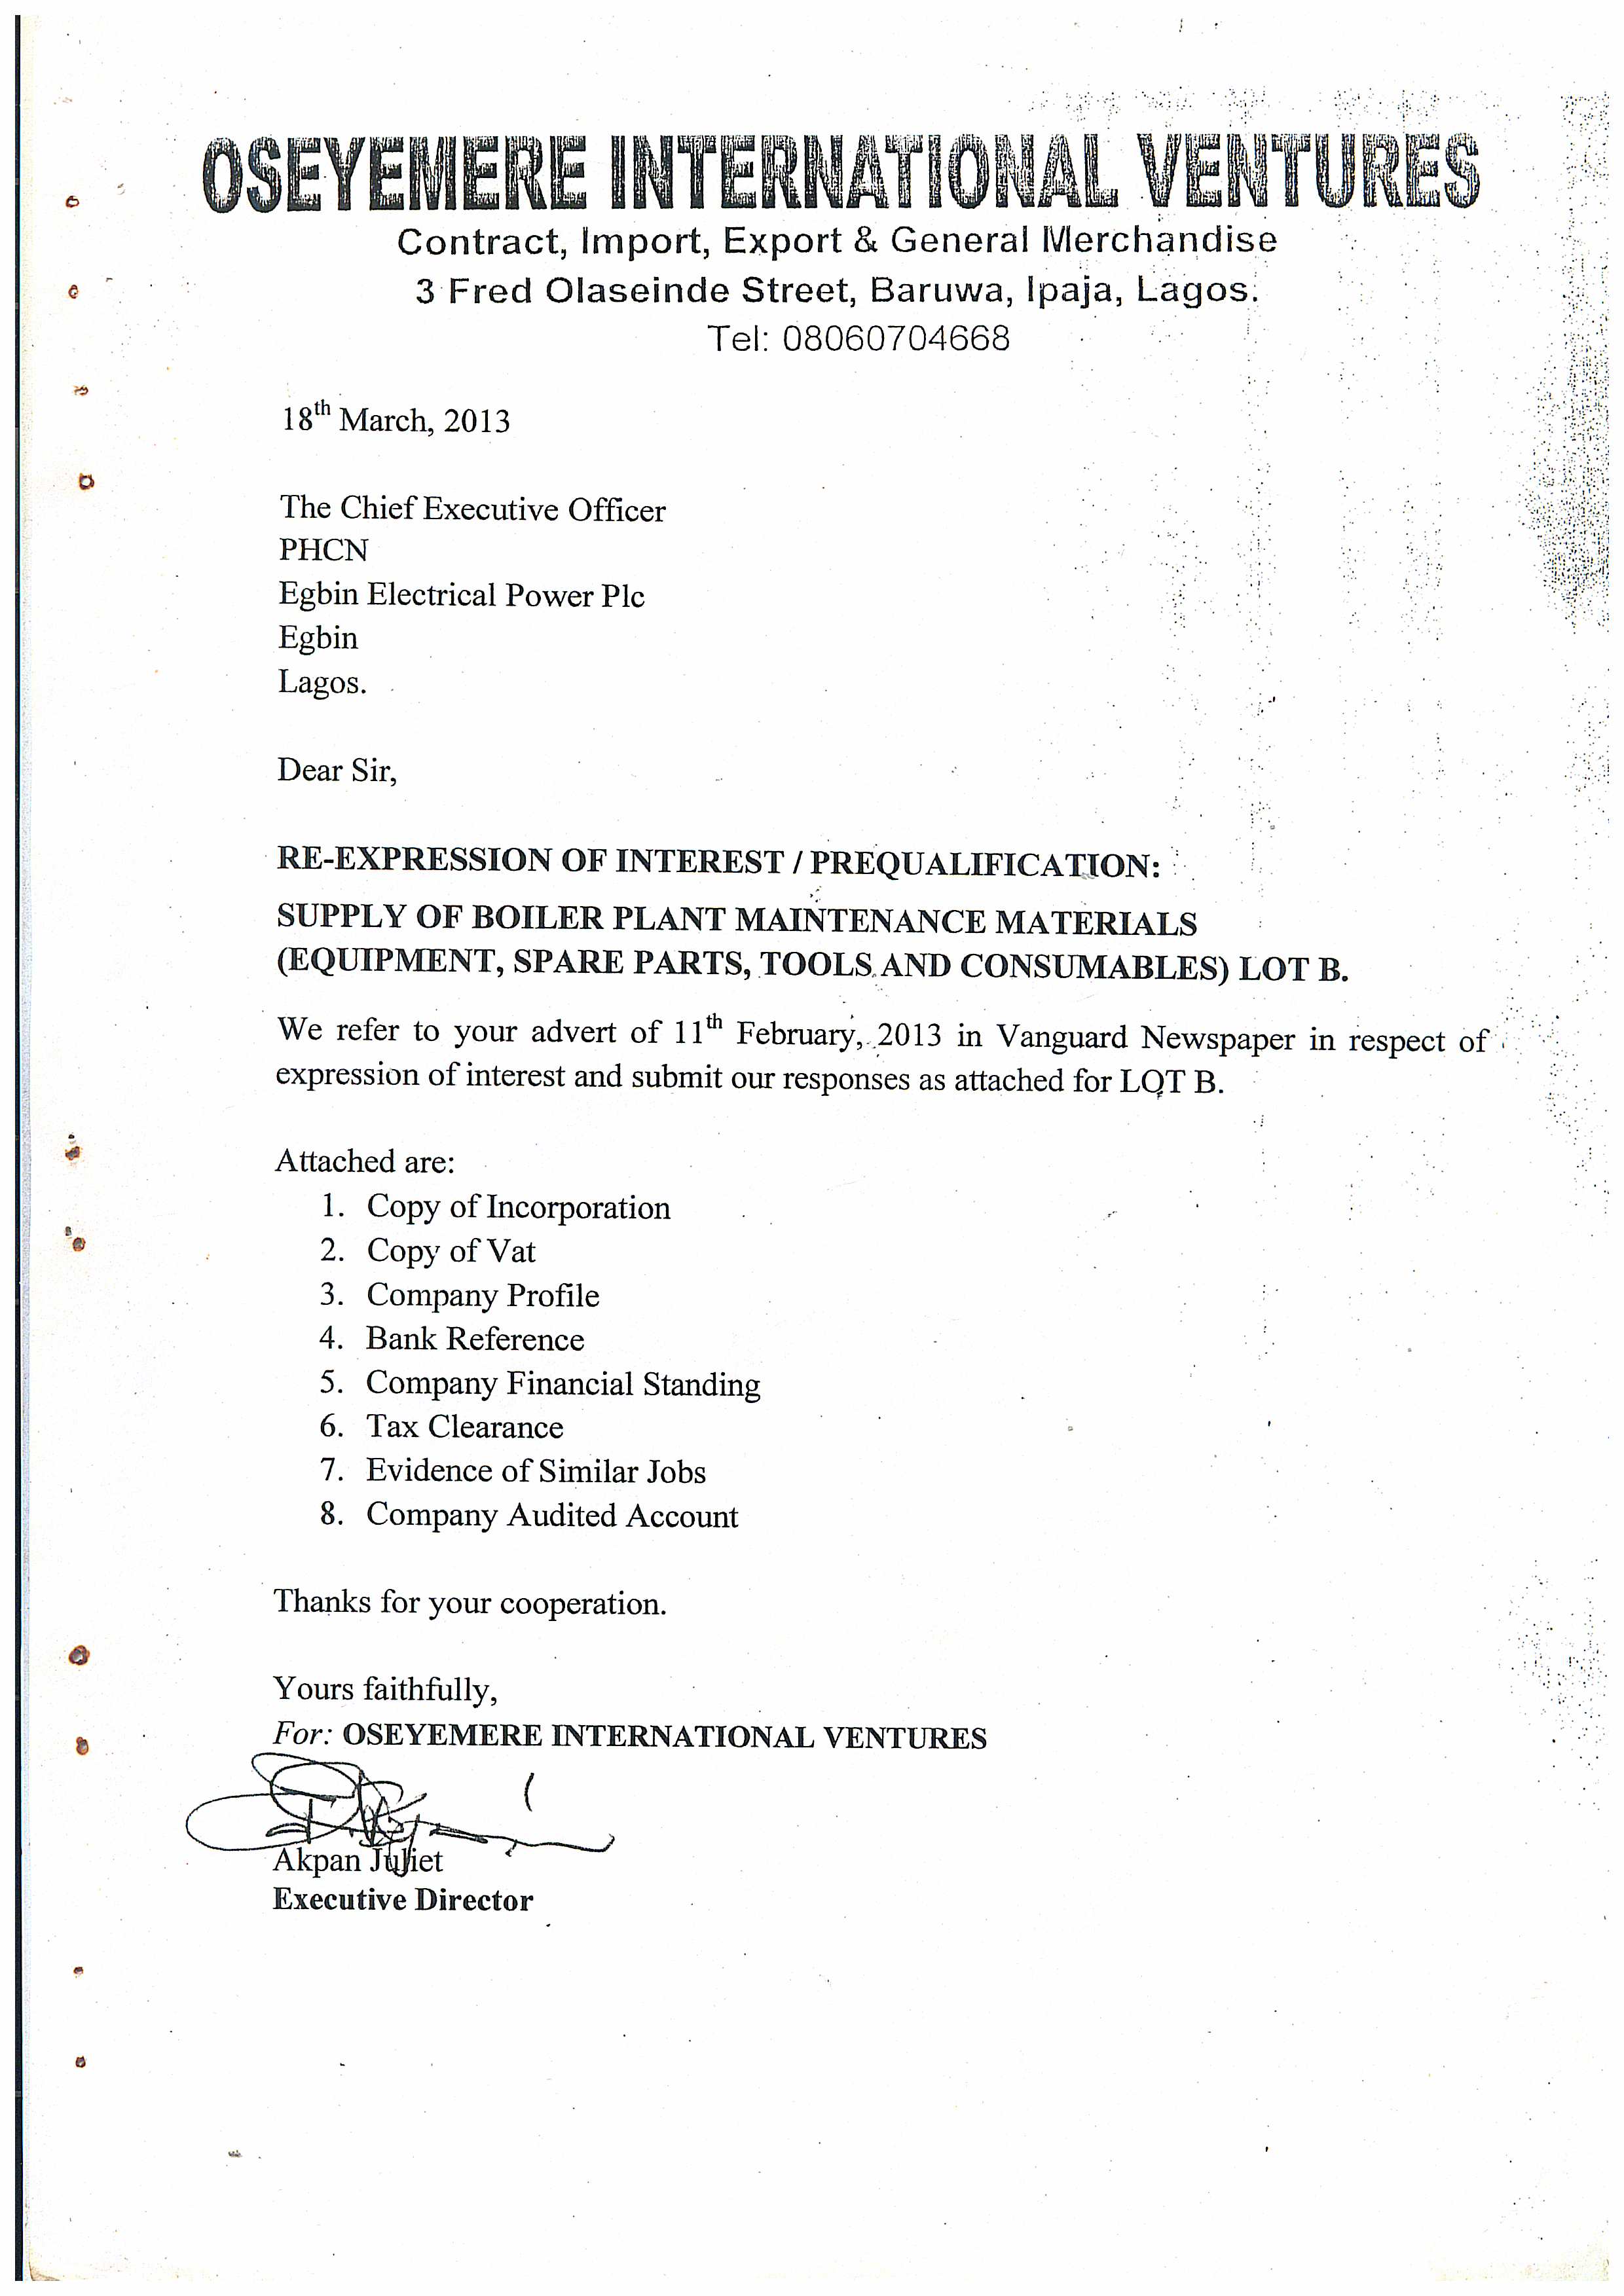 OSEYEMERE INTERNATIONAL VENTURES
Contract, Import, Export & General Merchandise
3 Fred Olaseinde Street, Baruwa, Ipaja, Lagos.
Tel: 08060704668
18th March, 2013
The Chief Executive Officer
PHCN
Egbin Electrical Power Plc
Egbin
Lagos.
Dear Sir,
RE-EXPRESSION OF INTEREST / PREQUALIFICATION:
SUPPLY OF BOILER PLANT MAINTENANCE MATERIALS
(EQUIPMENT, SPARE PARTS, TOOLS AND CONSUMABLES) LOT B.
We refer to your advert of 11th February, 2013 in Vanguard Newspaper in respect of
expression of interest and submit our responses as attached for LOT B.
Attached are:
1. Copy of Incorporation
2. Copy of Vat
3. Company Profile
4. Bank Reference
5. Company Financial Standing
6. Tax Clearance
7. Evidence of Similar Jobs
8. Company Audited Account
Thanks for your cooperation.
Yours faithfully,
For: OSEYEMERE INTERNATIONAL VENTURES
Akpan Juliet
Executive Director